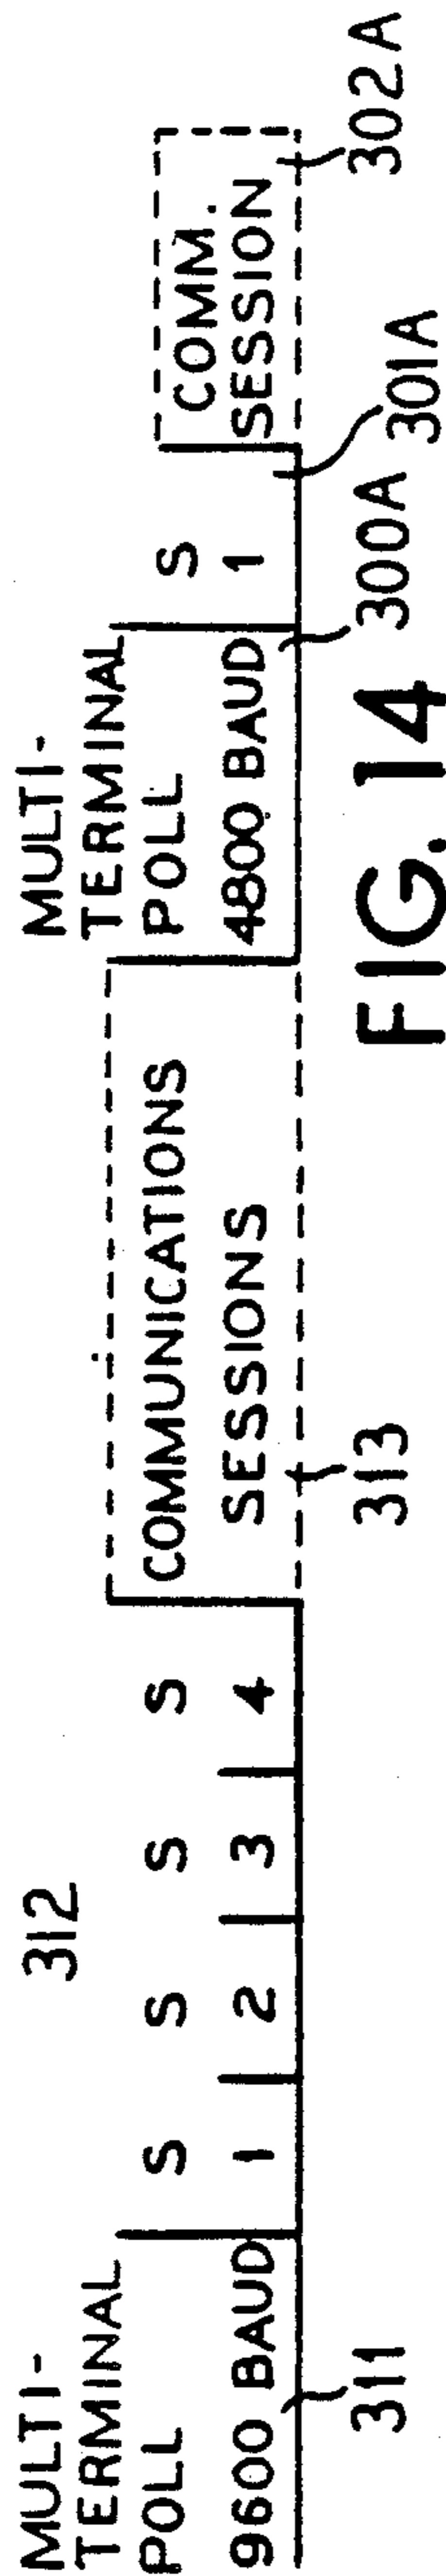 MULTI-
TERMINAL
POLL
9600 BAUD
311
312
S S S S
1 2 3 4
COMMUNICATIONS
SESSIONS
313
MULTI-
TERMINAL
POLL
4800 BAUD
300A
S
1
301A
COMM.
SESSION
302A
FIG. 14